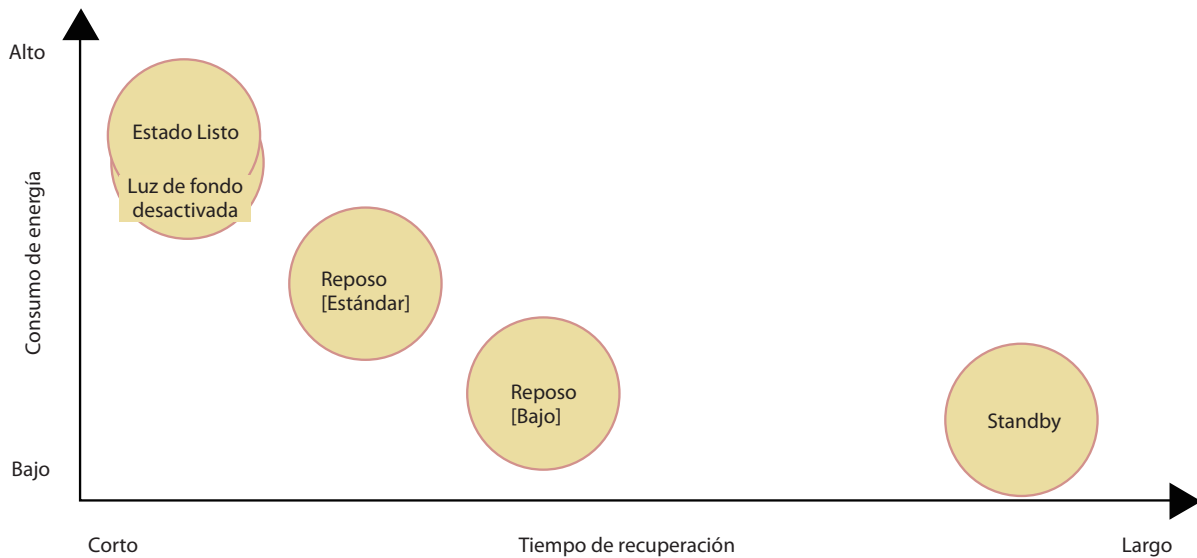 Alto
Estado Listo
Luz de fondo
desactivada
Consumo de energía
Reposo
[Estándar]
Reposo
[Bajo]
Standby
Bajo
Corto
Tiempo de recuperación
Largo